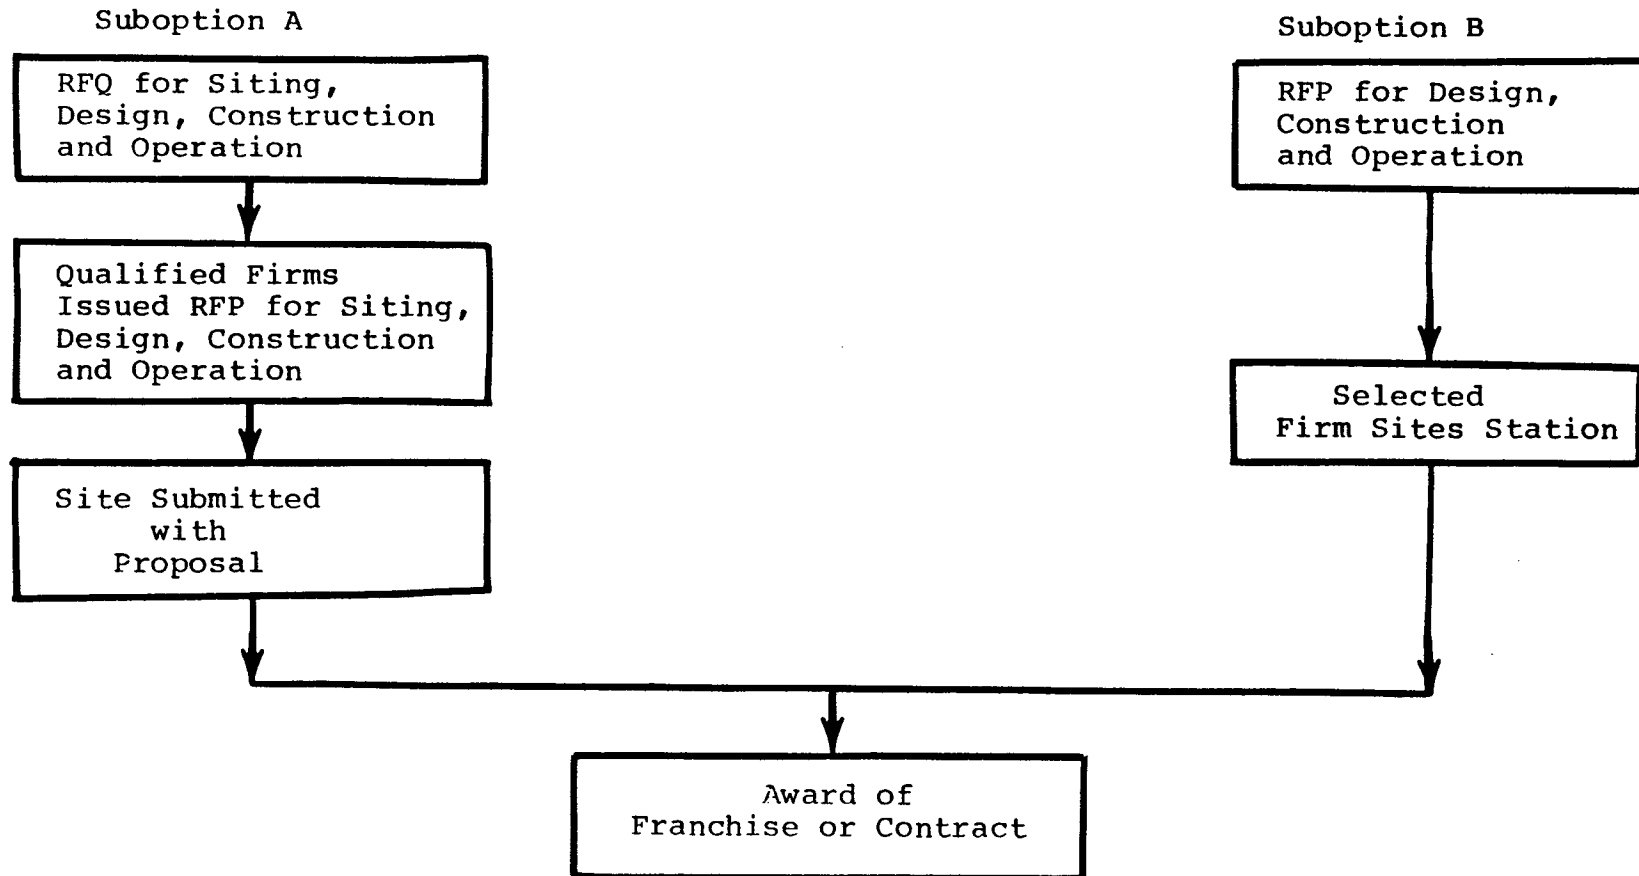 Suboption A
RFQ for Siting,
Design, Construction
and Operation
Qualified Firms
Issued RFP for Siting,
Design, Construction
and Operation
Site Submitted
with
Proposal
Suboption B
RFP for Design,
Construction
and Operation
Selected
Firm Sites Station
Award of
Franchise or Contract